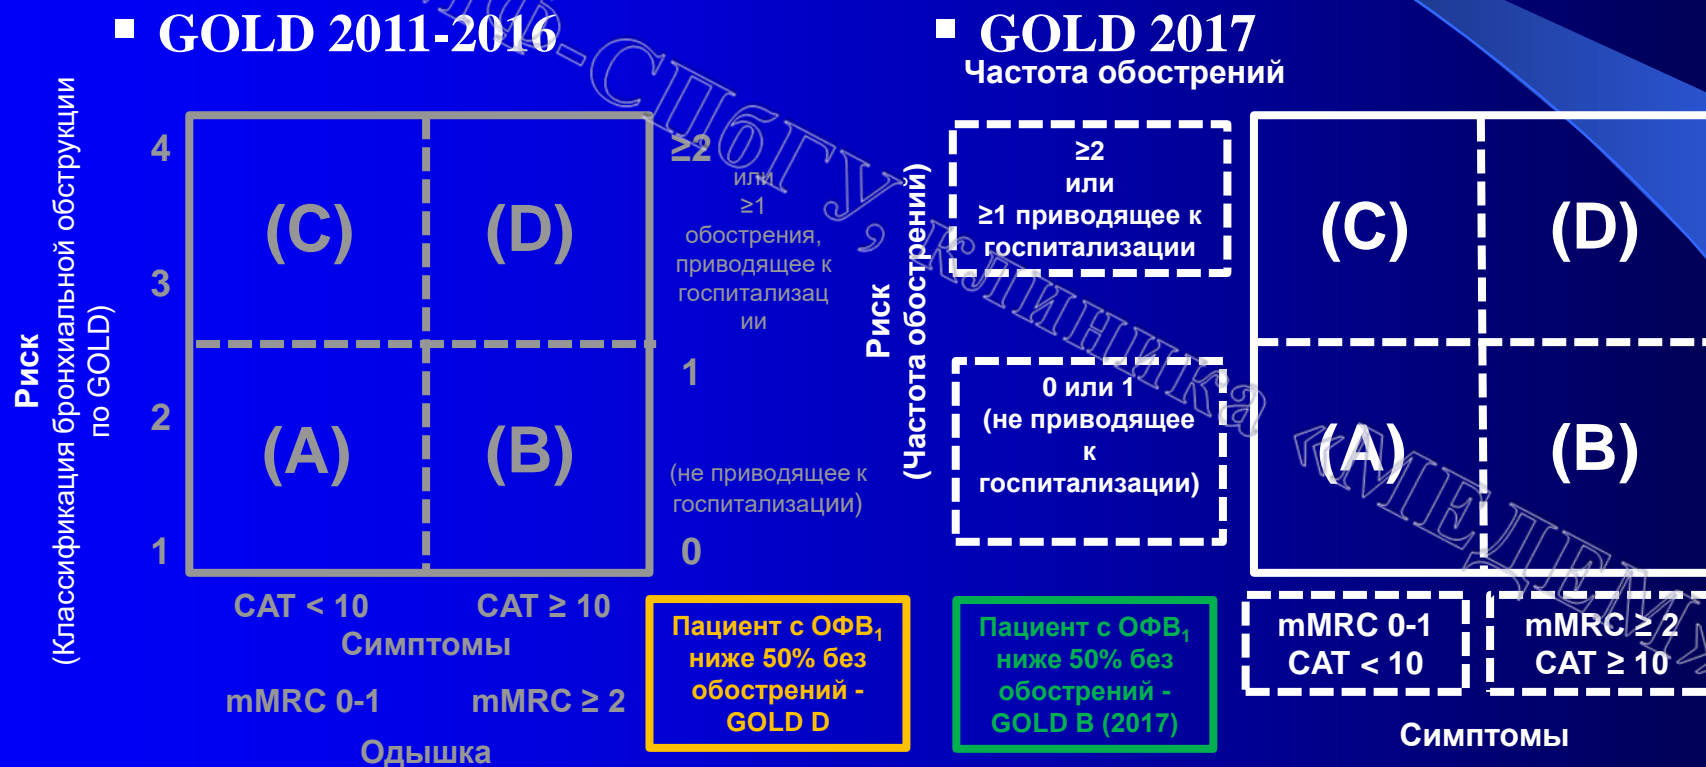 GOLD 2011-2016
Риск
(Классификация бронхиальной обструкции
по GOLD)
4
3
2
1
(C)
(D)
(A)
(B)
≥2
или
≥1
обострения,
приводящее к
госпитализац
ии
1
(не приводящее к
госпитализации)
0
CAT < 10
CAT ≥ 10
Симптомы
mMRC 0-1
mMRC ≥ 2
Одышка
Пациент с ОФВ1
ниже 50% без
обострений -
GOLD D
GOLD 2017
Частота обострений
Риск
(Частота обострений)
≥2
или
≥1 приводящее к
госпитализации
0 или 1
(не приводящее
к
госпитализации)
(C)
(D)
(A)
(B)
Пациент с ОФВ1
ниже 50% без
обострений -
GOLD B (2017)
mMRC 0-1
CAT < 10
mMRC ≥ 2
CAT ≥ 10
Симптомы
-СПбГУ, клиника «МЕДЕМ»